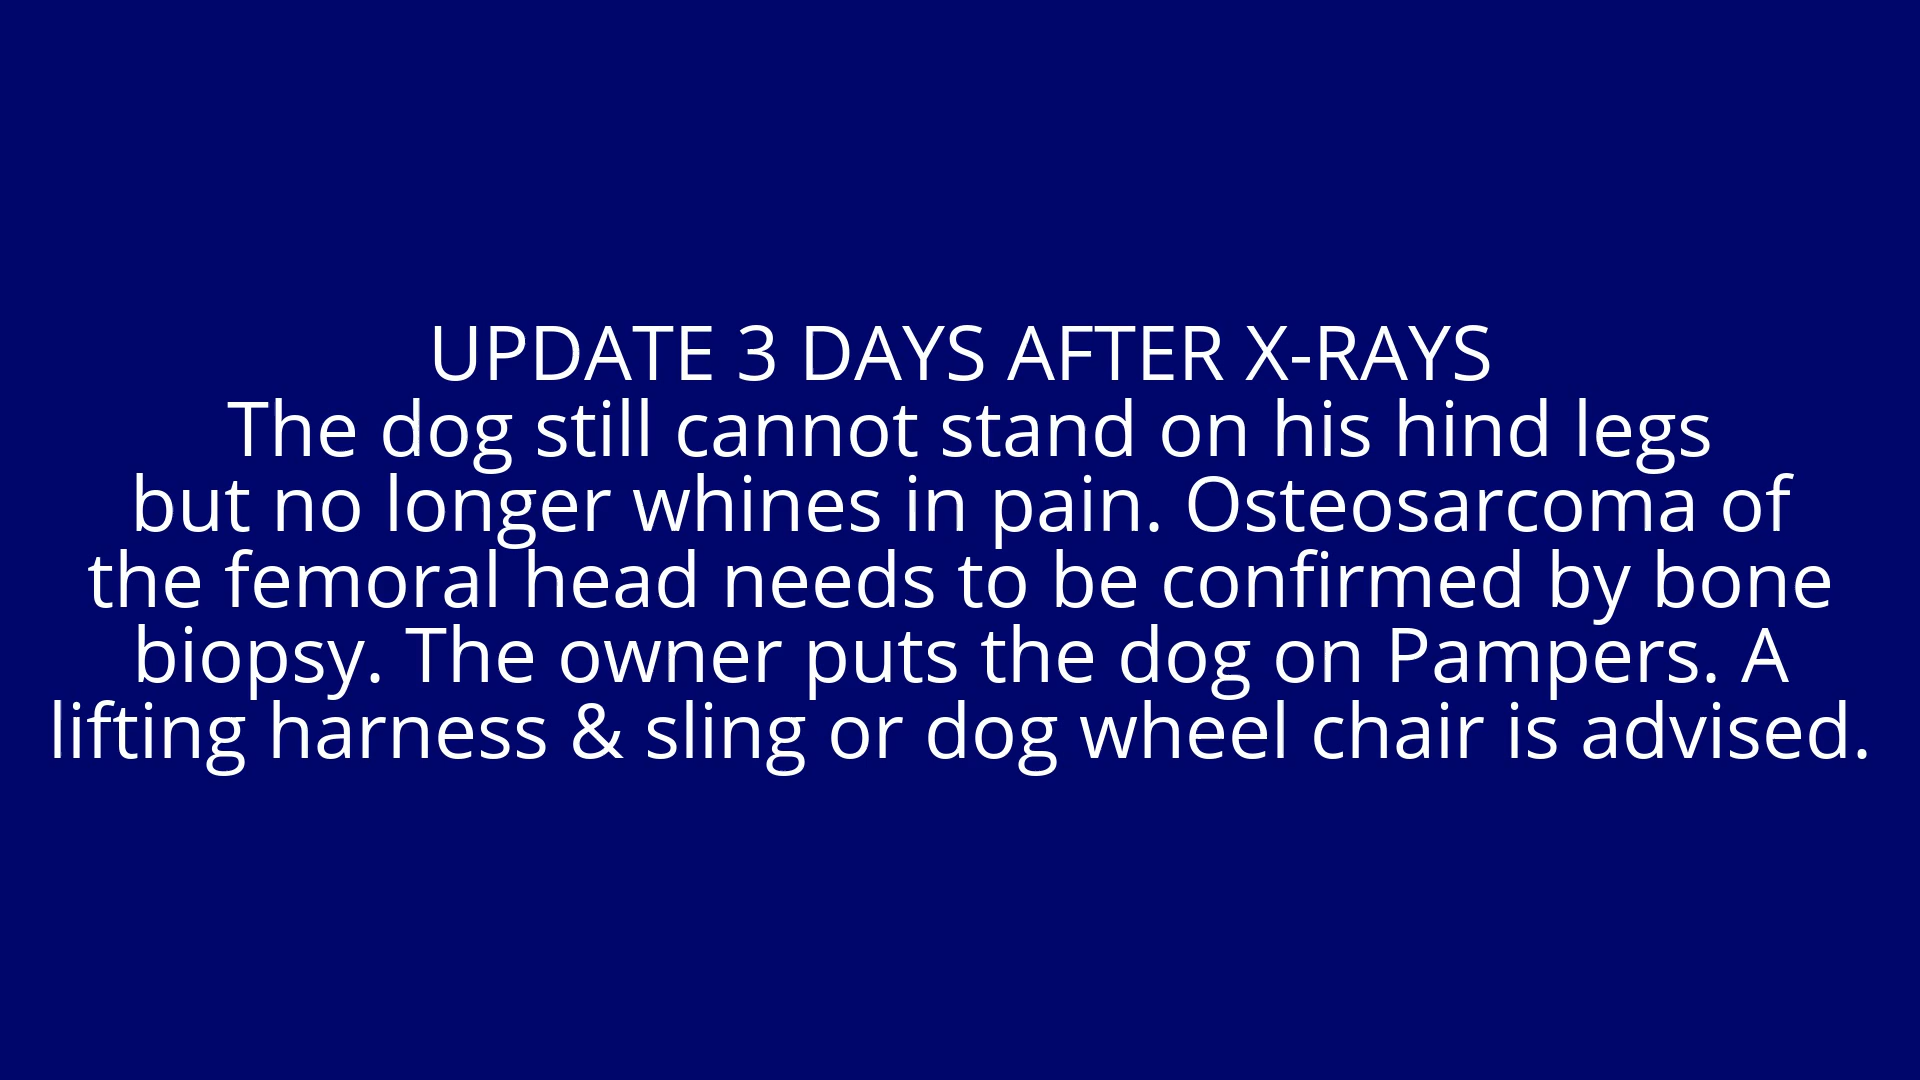 UPDATE 3 DAYS AFTER X-RAYS
The dog still cannot stand on his hind legs
but no longer whines in pain. Osteosarcoma of
the femoral head needs to be confirmed by bone
biopsy. The owner puts the dog on Pampers. A
lifting harness & sling or dog wheel chair is advised.